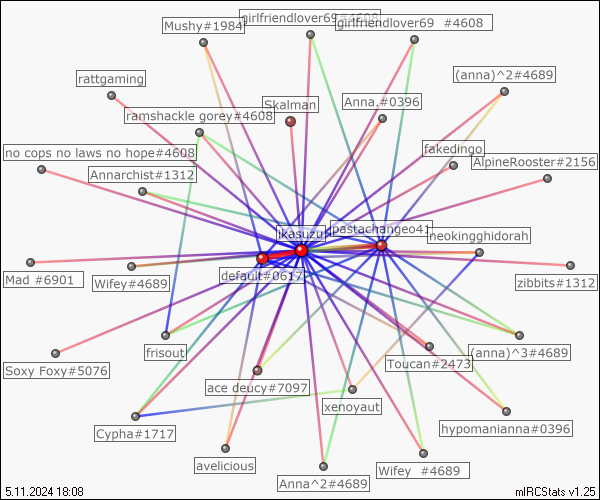 girlfriendlover69#4608
girlfriendlover69  #4608
Mushy#1984
(anna)^2#4689
rattgaming
Skalman
Anna.#0396
ramshackle gorey#4608
fakedingo
no cops no laws no hope#4608
AlpineRooster#2156
Annarchist#1312
ikasuzu
pastachangeo41
neokingghidorah
default#0617
Mad #6901
Wifey#4689
zibbits#1312
frisout
(anna)^3#4689
Toucan#2473
Soxy Foxy#5076
ace deucy#7097
xenoyaut
hypomanianna#0396
Cypha#1717
avelicious
Wifey  #4689
Anna^2#4689
5.11.2024 18:08
mIRCStats v1.25